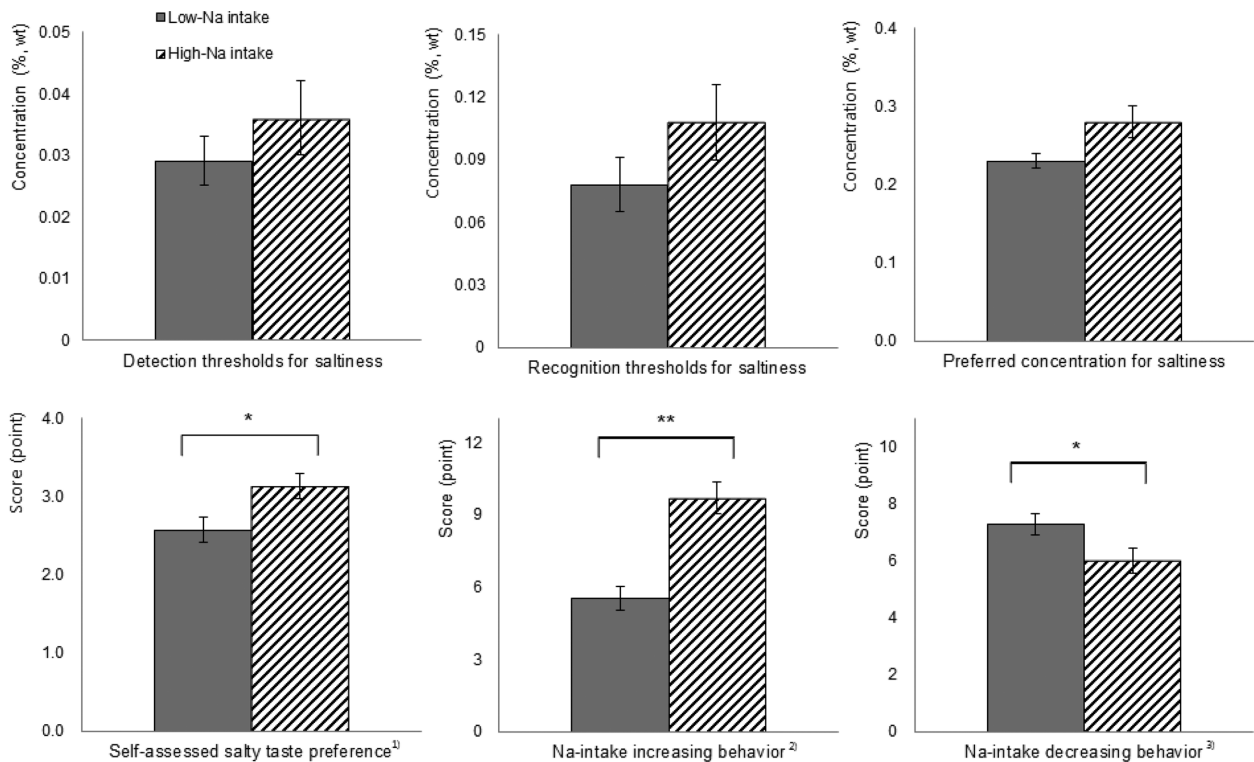 Low-Na intake
High-Na intake
Concentration (%, wt)
0.05
0.04
0.03
0.02
0.01
0
Detection thresholds for saltiness
Concentration (%, wt)
0.15
0.12
0.09
0.06
0.03
0
Recognition thresholds for saltiness
Concentration (%, wt)
0.4
0.3
0.2
0.1
0.0
Preferred concentration for saltiness
Score (point)
4.0
3.0
2.0
1.0
0.0
*
Self-assessed salty taste preference1)
Score (point)
12
9
6
3
0
**
Na-intake increasing behavior 2)
Score (point)
10
8
6
4
2
0
*
Na-intake decreasing behavior 3)